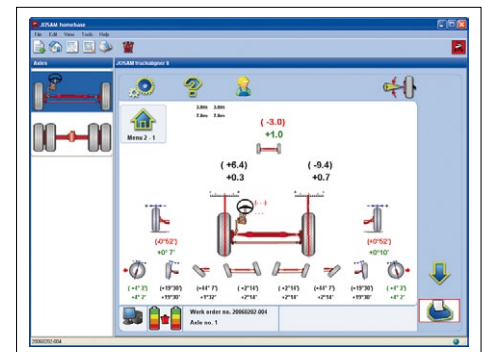 JOSAM homebase
File Edit View Tools Help
Axles
JOSAM truckaligner II
Menu 2 - 1
( -3.0)
+1.0
( +6.4)
+0.3
( -9.4)
+0.7
( - - )
- - -
(-0°52')
+0° 7'
(+0°52')
+0°10'
(+4° 2') (+19°30') (+44° 7') ( +2°14') ( +2°14') (+44° 7') (+19°30') (+4° 2')
+4° 2' +19°30' +1°32' +2°14' +2°14' +2°14' +19°30' +4° 2'
Work order no. 20060202-004
Axle no. 1
20060202-004